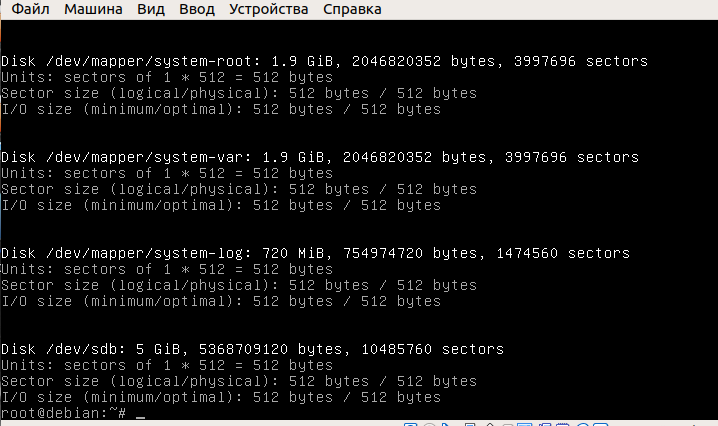 Файл Машина Вид Ввод Устройства Справка
Disk /dev/mapper/system-root: 1.9 GiB, 2046820352 bytes, 3997696 sectors
Units: sectors of 1 * 512 = 512 bytes
Sector size (logical/physical): 512 bytes / 512 bytes
I/O size (minimum/optimal): 512 bytes / 512 bytes
Disk /dev/mapper/system-var: 1.9 GiB, 2046820352 bytes, 3997696 sectors
Units: sectors of 1 * 512 = 512 bytes
Sector size (logical/physical): 512 bytes / 512 bytes
I/O size (minimum/optimal): 512 bytes / 512 bytes
Disk /dev/mapper/system-log: 720 MiB, 754974720 bytes, 1474560 sectors
Units: sectors of 1 * 512 = 512 bytes
Sector size (logical/physical): 512 bytes / 512 bytes
I/O size (minimum/optimal): 512 bytes / 512 bytes
Disk /dev/sdb: 5 GiB, 5368709120 bytes, 10485760 sectors
Units: sectors of 1 * 512 = 512 bytes
Sector size (logical/physical): 512 bytes / 512 bytes
I/O size (minimum/optimal): 512 bytes / 512 bytes
root@debian:~# _